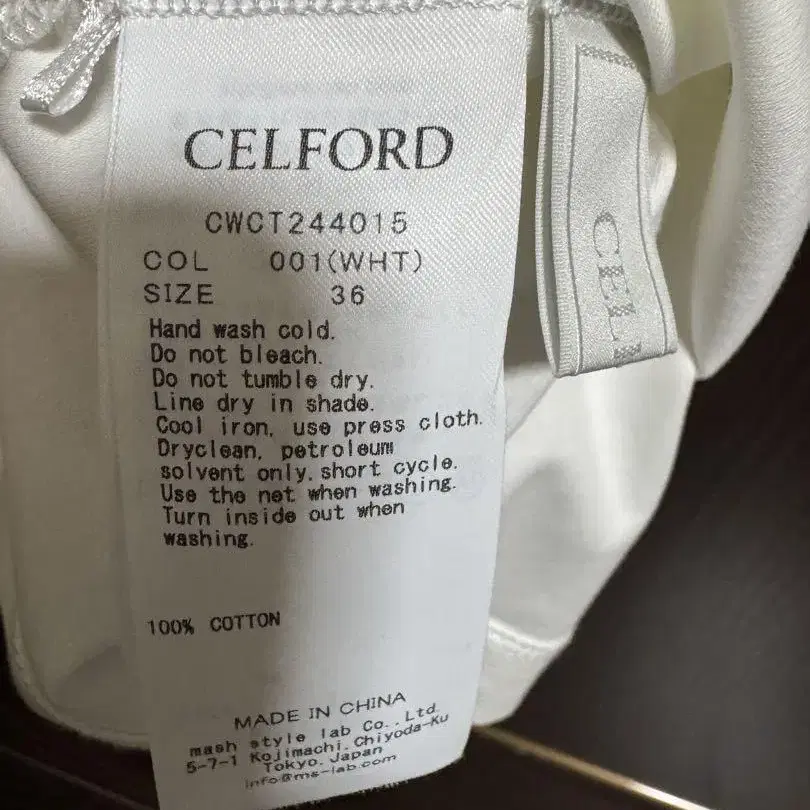 CELFORD
CWCT244015
COL 001(WHT)
SIZE 36
Hand wash cold.
Do not bleach.
Do not tumble dry.
Line dry in shade.
Cool iron, use press cloth.
Dryclean, petroleum
solvent only. short cycle.
Use the net when washing.
Turn inside out when
washing.
100% COTTON
MADE IN CHINA
mash style lab Co., Ltd.
5-7-1 Kojimachi, Chiyoda-Ku
Tokyo, Japan
info@ms-lab.com
CEL